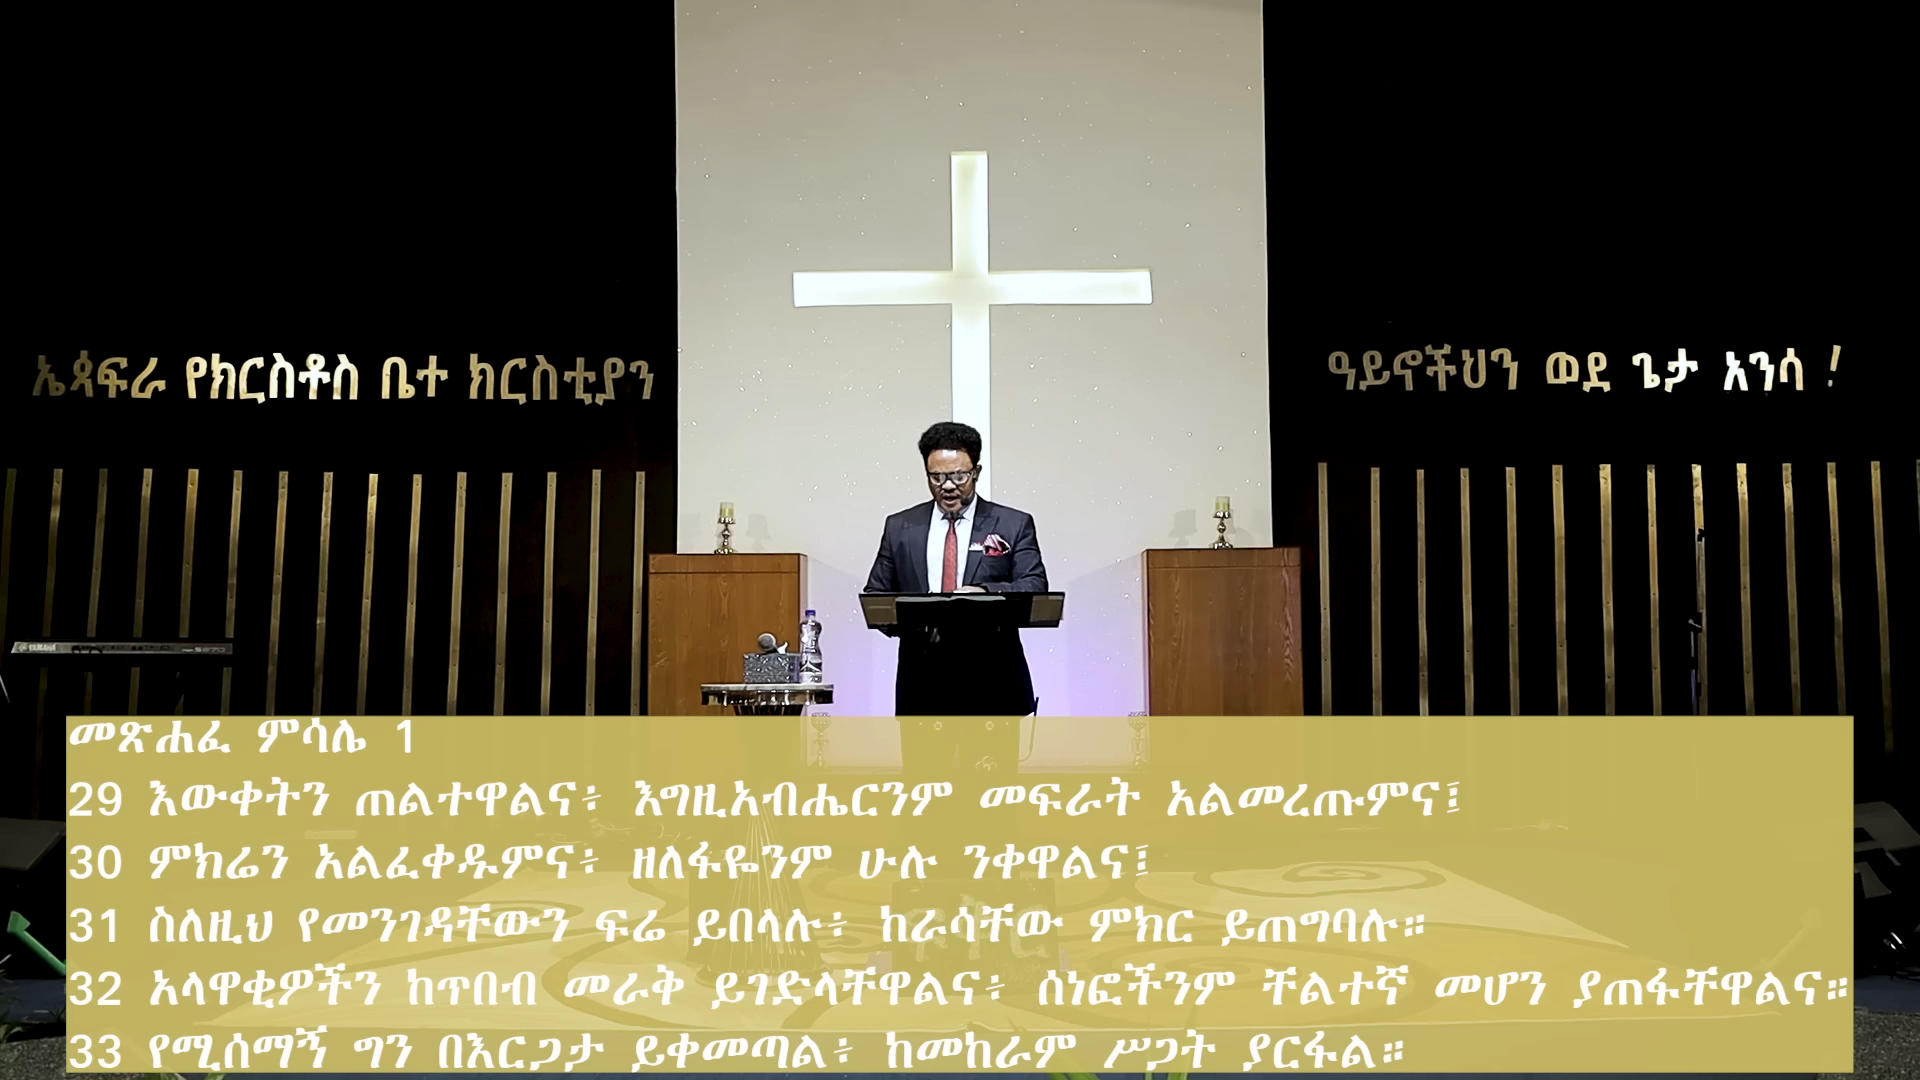 ኤጳፍራ የክርስቶስ ቤተ ክርስቲያን
ዓይኖችህን ወደ ጌታ አንሳ !
YAMAHA
መጽሐፈ ምሳሌ 1
29 እውቀትን ጠልተዋልና፥ እግዚአብሔርንም መፍራት አልመረጡምና፤
30 ምክሬን አልፈቀዱምና፥ ዘለፋዬንም ሁሉ ንቀዋልና፤
31 ስለዚህ የመንገዳቸውን ፍሬ ይበላሉ፥ ከራሳቸው ምክር ይጠግባሉ።
32 አላዋቂዎችን ከጥበብ መራቅ ይገድላቸዋልና፥ ሰነፎችንም ቸልተኛ መሆን ያጠፋቸዋልና።
33 የሚሰማኝ ግን በእርጋታ ይቀመጣል፥ ከመከራም ሥጋት ያርፋል።